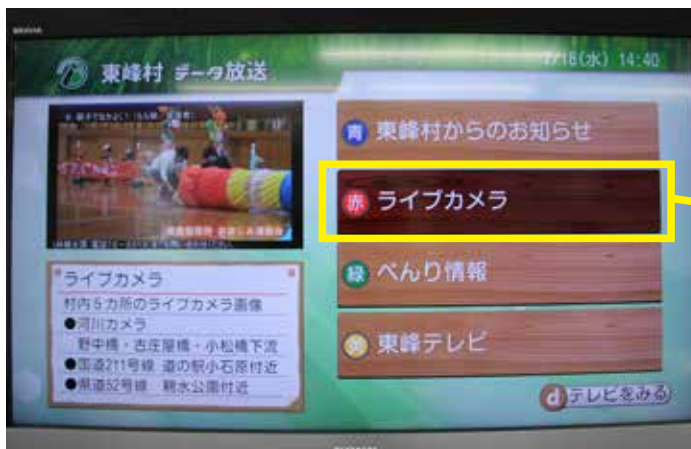 東峰村 データ放送
7/18(水) 14:40
青 東峰村からのお知らせ
赤 ライブカメラ
緑 べんり情報
東峰テレビ
ライブカメラ
村内5カ所のライブカメラ画像
●河川カメラ
野中橋・古庄屋橋・小松橋下流
●国道211号線 道の駅小石原付近
●県道52号線 親水公園付近
dテレビをみる